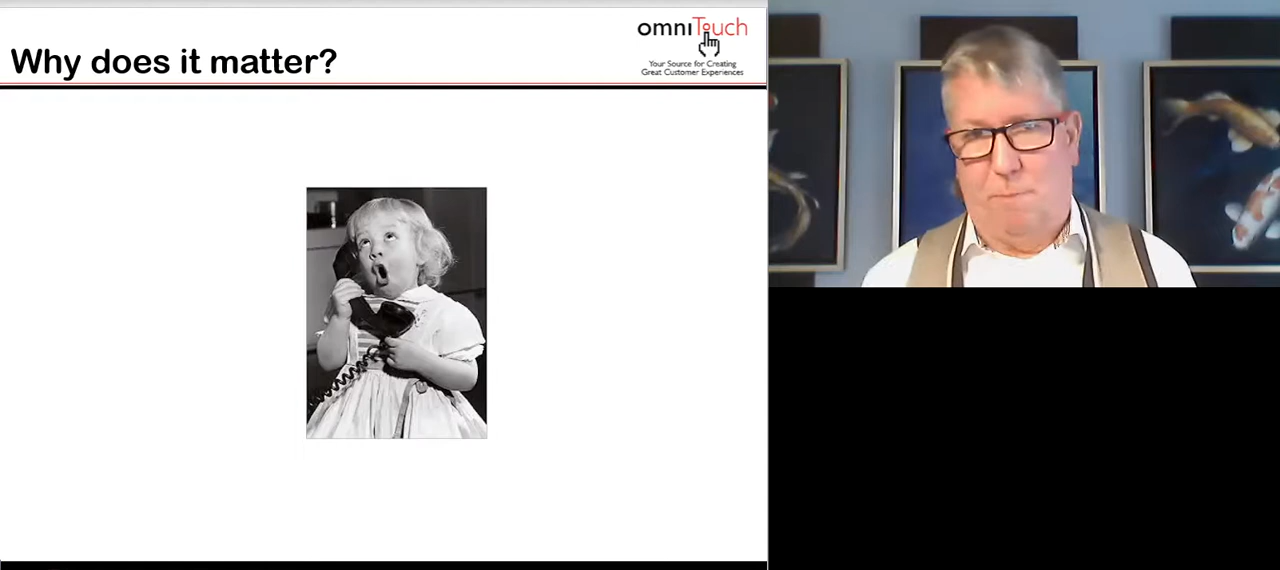 Why does it matter?
omniTouch
Your Source for Creating
Great Customer Experiences